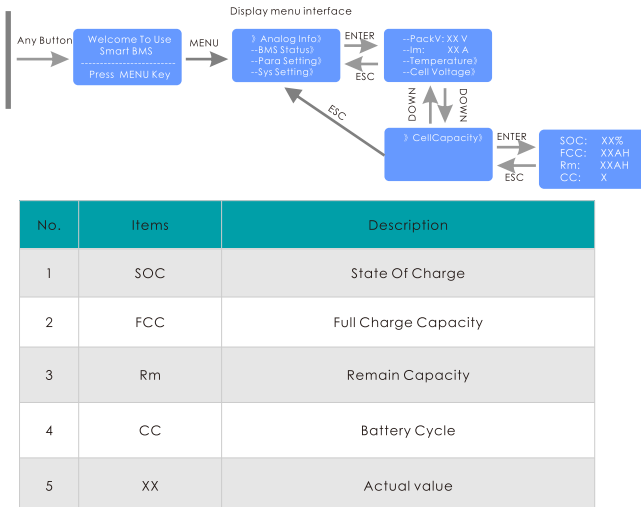 Display menu interface
Any Button
Welcome To Use
Smart BMS
Press MENU Key
MENU
》Analog Info》
--BMS Status》
--Para Setting》
--Sys Setting》
ENTER
ESC
--PackV: XX V
--Im: XX A
--Temperature》
--Cell Voltage》
DOWN
DOWN
ESC
》CellCapacity》
ENTER
ESC
SOC: XX%
FCC: XXAH
Rm: XXAH
CC: X
No. Items Description
1 SOC State Of Charge
2 FCC Full Charge Capacity
3 Rm Remain Capacity
4 CC Battery Cycle
5 XX Actual value